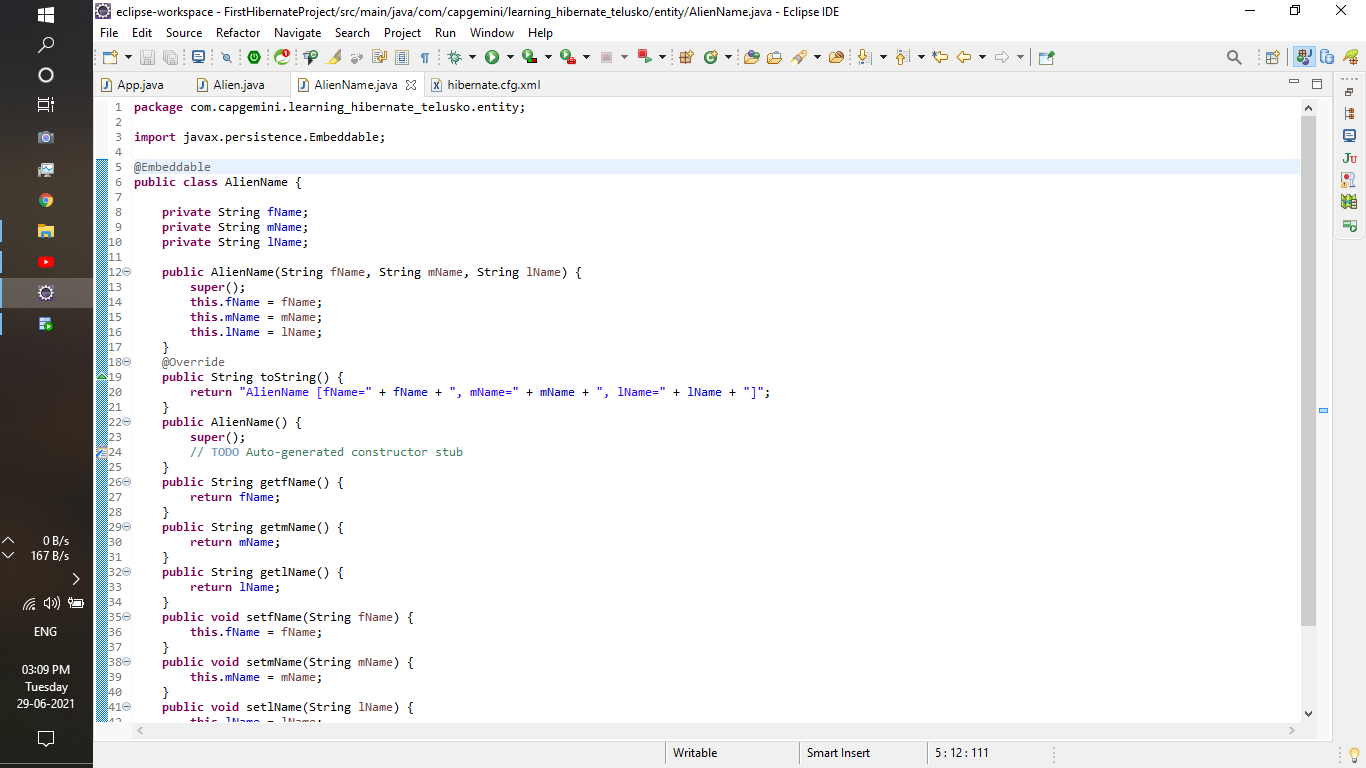 eclipse-workspace - FirstHibernateProject/src/main/java/com/capgemini/learning_hibernate_telusko/entity/AlienName.java - Eclipse IDE
File Edit Source Refactor Navigate Search Project Run Window Help
App.java Alien.java AlienName.java hibernate.cfg.xml
1 package com.capgemini.learning_hibernate_telusko.entity;
2
3 import javax.persistence.Embeddable;
4
5 @Embeddable
6 public class AlienName {
7
8 private String fName;
9 private String mName;
10 private String lName;
11
12 public AlienName(String fName, String mName, String lName) {
13 super();
14 this.fName = fName;
15 this.mName = mName;
16 this.lName = lName;
17 }
18 @Override
19 public String toString() {
20 return "AlienName [fName=" + fName + ", mName=" + mName + ", lName=" + lName + "]";
21 }
22 public AlienName() {
23 super();
24 // TODO Auto-generated constructor stub
25 }
26 public String getfName() {
27 return fName;
28 }
29 public String getmName() {
30 return mName;
31 }
32 public String getlName() {
33 return lName;
34 }
35 public void setfName(String fName) {
36 this.fName = fName;
37 }
38 public void setmName(String mName) {
39 this.mName = mName;
40 }
41 public void setlName(String lName) {
42 this.lName = lName;
Writable Smart Insert 5 : 12 : 111
0 B/s
167 B/s
ENG
03:09 PM
Tuesday
29-06-2021